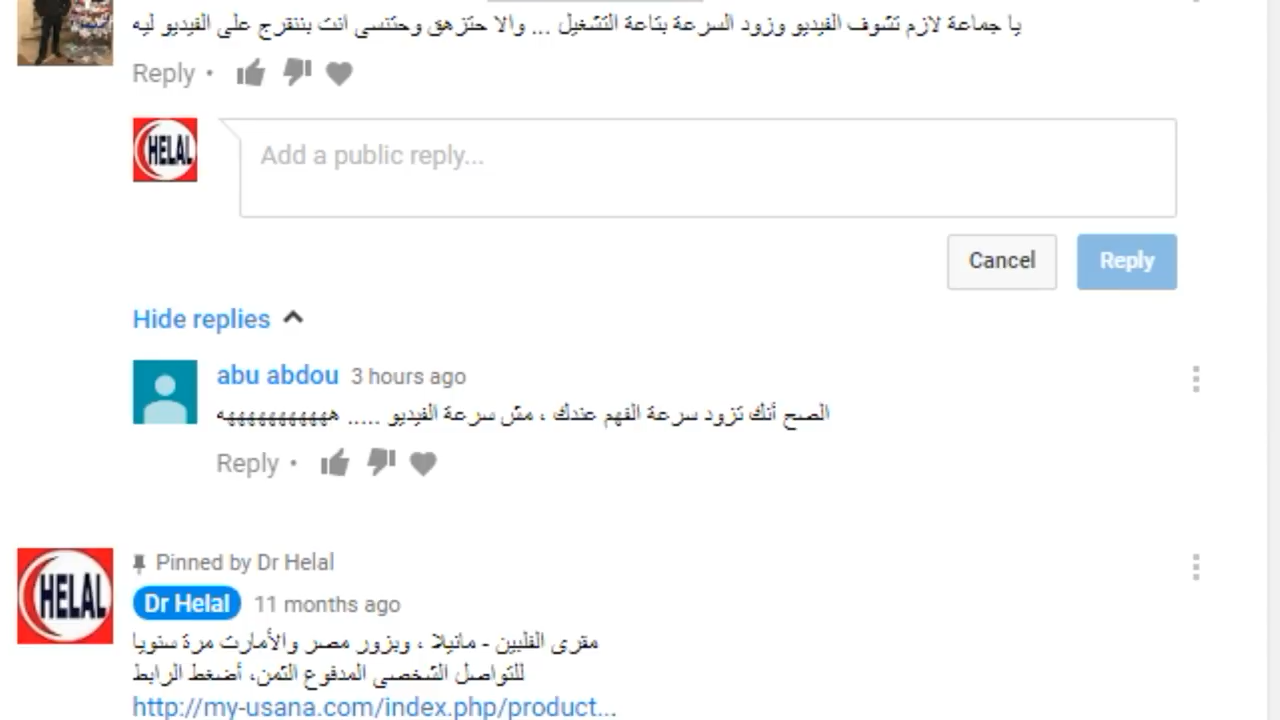 يا جماعة لازم تشوف الفيديو وزود السرعة بتاعة التشغيل ... والا حتزهق وحتنسى انت بتتفرج على الفيديو ليه
Reply •
HELAL
Add a public reply...
Cancel
Reply
Hide replies
abu abdou 3 hours ago
الصح أنك تزود سرعة الفهم عندك ، مش سرعة الفيديو ..... هههههههههههه
Reply •
Pinned by Dr Helal
HELAL
Dr Helal 11 months ago
مقرى الفلبين - مانيلا ، وبزور مصر والأمارت مرة سنويا
للتواصل الشخصى المدفوع الثمن، أضغط الرابط
http://my-usana.com/index.php/product...